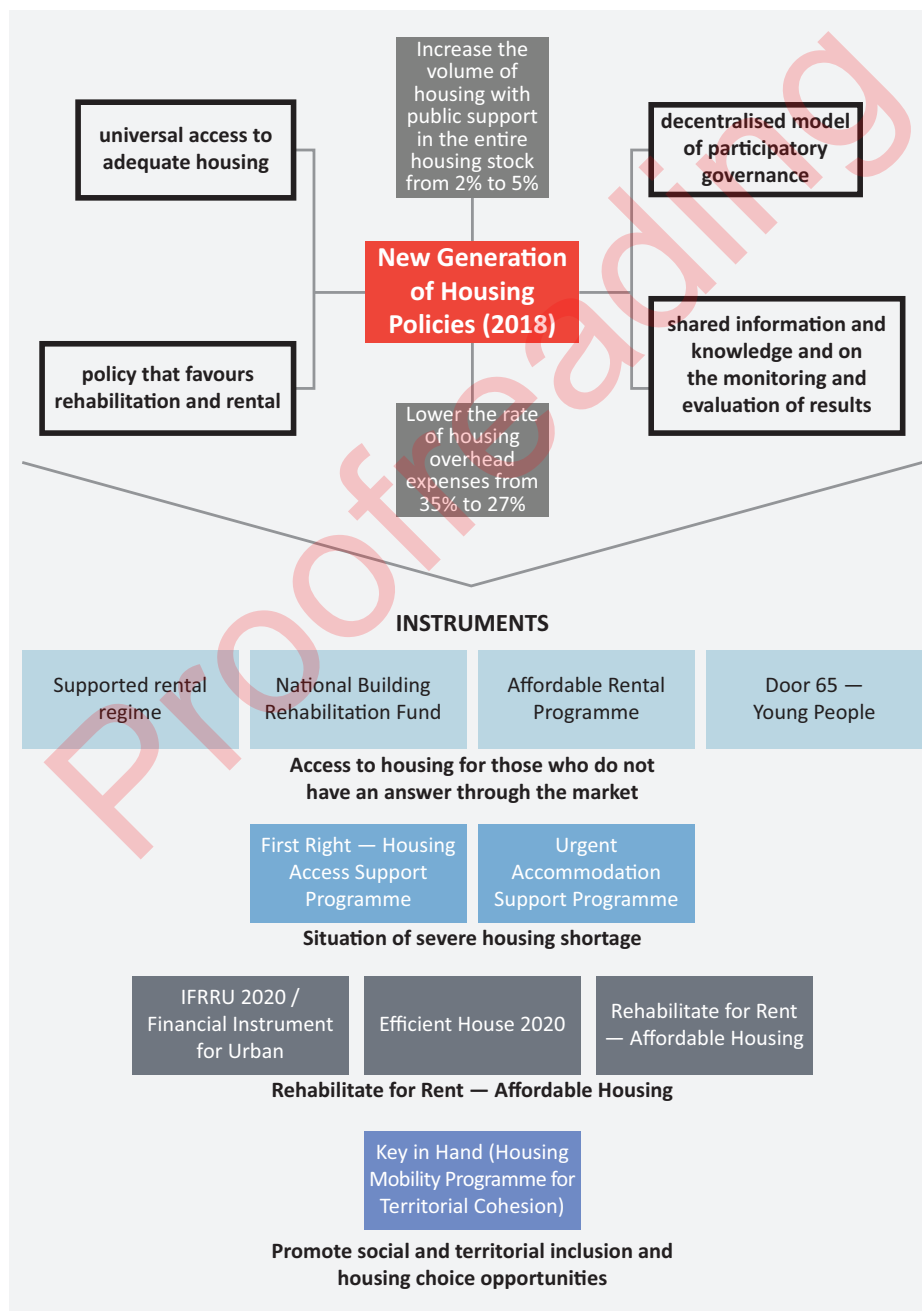 Increase the
volume of
housing with
public support
in the entire
housing stock
from 2% to 5%
universal access to
adequate housing
decentralised model
of participatory
governance
New Generation
of Housing
Policies (2018)
policy that favours
rehabilitation and rental
shared information and
knowledge and on
the monitoring and
evaluation of results
Lower the rate
of housing
overhead
expenses from
35% to 27%
Proofreading
INSTRUMENTS
Supported rental
regime
National Building
Rehabilitation Fund
Affordable Rental
Programme
Door 65 —
Young People
Access to housing for those who do not
have an answer through the market
First Right — Housing
Access Support
Programme
Urgent
Accommodation
Support Programme
Situation of severe housing shortage
IFRRU 2020 /
Financial Instrument
for Urban
Efficient House 2020
Rehabilitate for Rent
— Affordable Housing
Rehabilitate for Rent — Affordable Housing
Key in Hand (Housing
Mobility Programme for
Territorial Cohesion)
Promote social and territorial inclusion and
housing choice opportunities